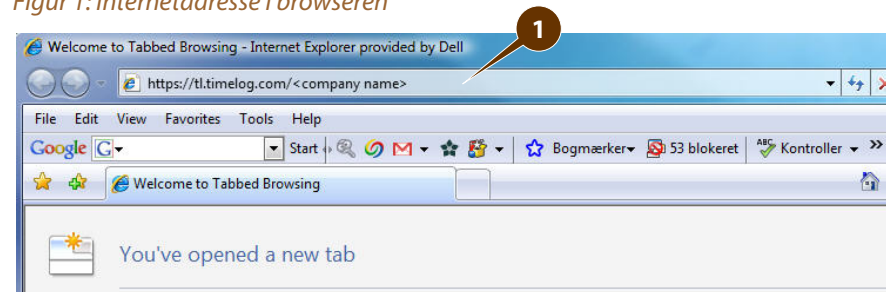 Figur 1: Internetadresse i browseren
1
Welcome to Tabbed Browsing - Internet Explorer provided by Dell
https://tl.timelog.com/<company name>
File Edit View Favorites Tools Help
Google G Start Bogmærker 53 blokeret ABC Kontroller »
Welcome to Tabbed Browsing
You've opened a new tab